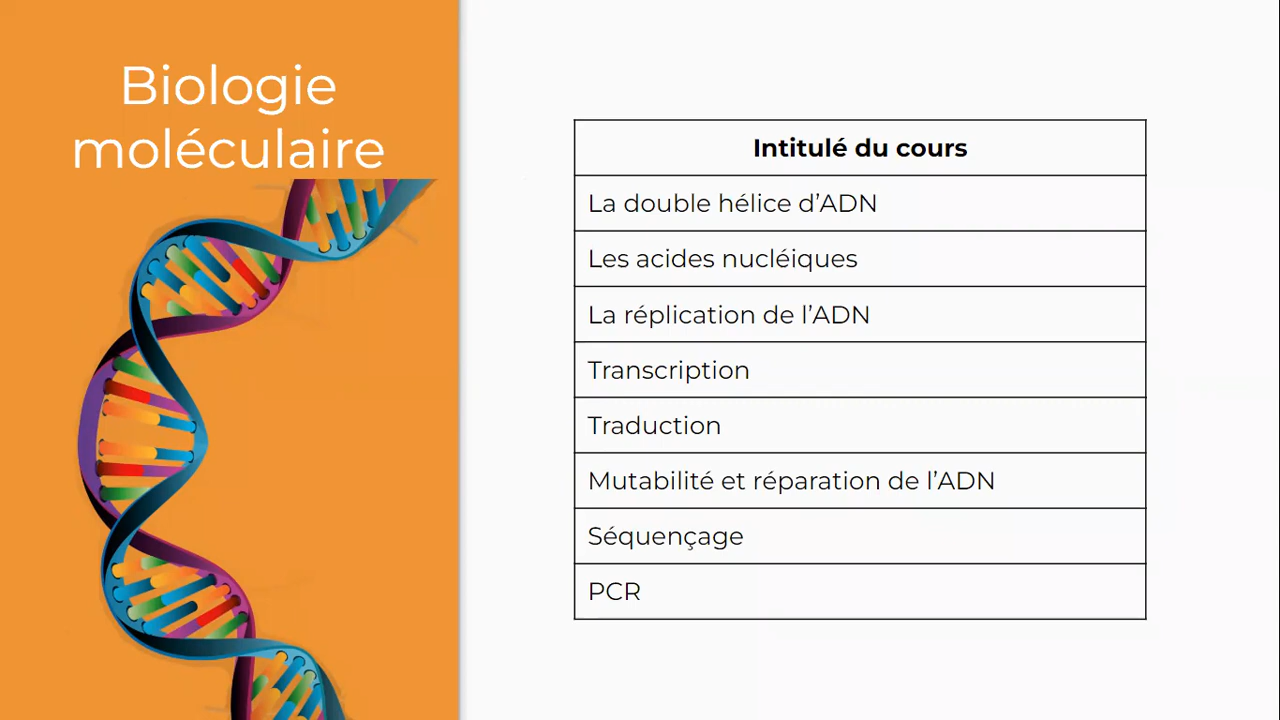 Biologie
moléculaire
Intitulé du cours
La double hélice d’ADN
Les acides nucléiques
La réplication de l’ADN
Transcription
Traduction
Mutabilité et réparation de l’ADN
Séquençage
PCR